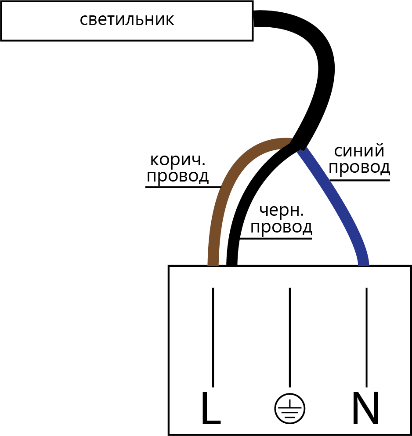 светильник
корич.
провод
синий
провод
черн.
провод
L
N